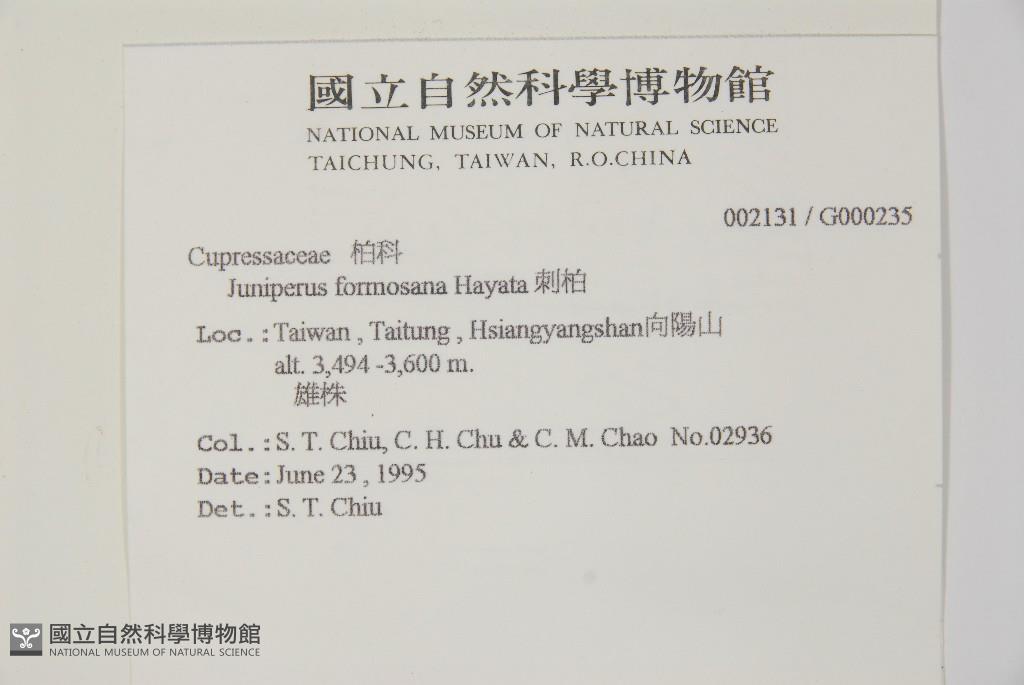 國立自然科學博物館
NATIONAL MUSEUM OF NATURAL SCIENCE
TAICHUNG, TAIWAN, R.O.CHINA
002131 / G000235
Cupressaceae 柏科
Juniperus formosana Hayata 刺柏
Loc.:Taiwan , Taitung , Hsiangyangshan向陽山
alt. 3,494 -3,600 m.
雄株
Col.:S. T. Chiu, C. H. Chu & C. M. Chao No.02936
Date:June 23 , 1995
Det.:S. T. Chiu
國立自然科學博物館
NATIONAL MUSEUM OF NATURAL SCIENCE